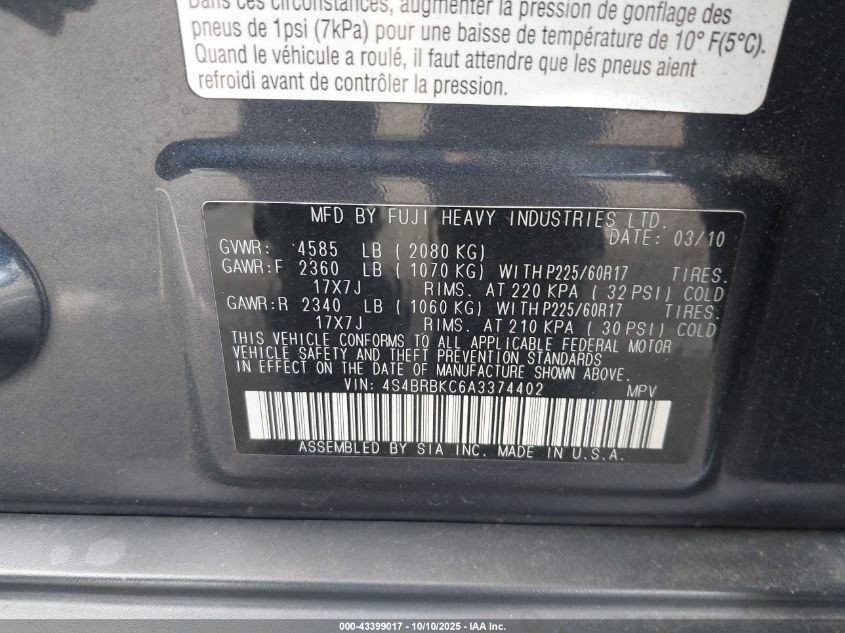 Dans ces circonstances, augmenter la pression de gonflage des
pneus de 1psi (7kPa) pour une baisse de température de 10° F(5°C).
Quand le véhicule a roulé, il faut attendre que les pneus aient
refroidi avant de contrôler la pression.
MFD BY FUJI HEAVY INDUSTRIES LTD.
DATE: 03/10
GVWR: 4585 LB ( 2080 KG)
GAWR:F 2360 LB ( 1070 KG) WITH P225/60R17 TIRES.
17X7J RIMS. AT 220 KPA ( 32 PSI) COLD
GAWR:R 2340 LB ( 1060 KG) WITH P225/60R17 TIRES.
17X7J RIMS. AT 210 KPA ( 30 PSI) COLD
THIS VEHICLE CONFORMS TO ALL APPLICABLE FEDERAL MOTOR
VEHICLE SAFETY AND THEFT PREVENTION STANDARDS
IN EFFECT ON THE DATE OF MANUFACTURE SHOWN ABOVE.
VIN: 4S4BRBKC6A3374402 MPV
ASSEMBLED BY SIA INC. MADE IN U.S.A.
000-43399017 - 10/10/2025 - IAA Inc.